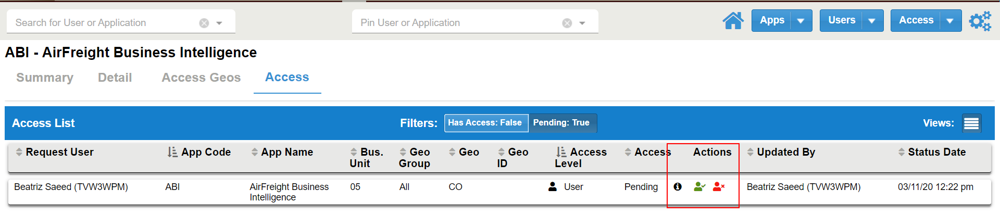 Search for User or Application
Pin User or Application
Apps
Users
Access
ABI - AirFreight Business Intelligence
Summary
Detail
Access Geos
Access
Access List
Filters:
Has Access: False
Pending: True
Views:
Request User
App Code
App Name
Bus. Unit
Geo Group
Geo
Geo ID
Access Level
Access
Actions
Updated By
Status Date
Beatriz Saeed (TVW3WPM)
ABI
AirFreight Business
Intelligence
05
All
CO
User
Pending
Beatriz Saeed (TVW3WPM)
03/11/20 12:22 pm